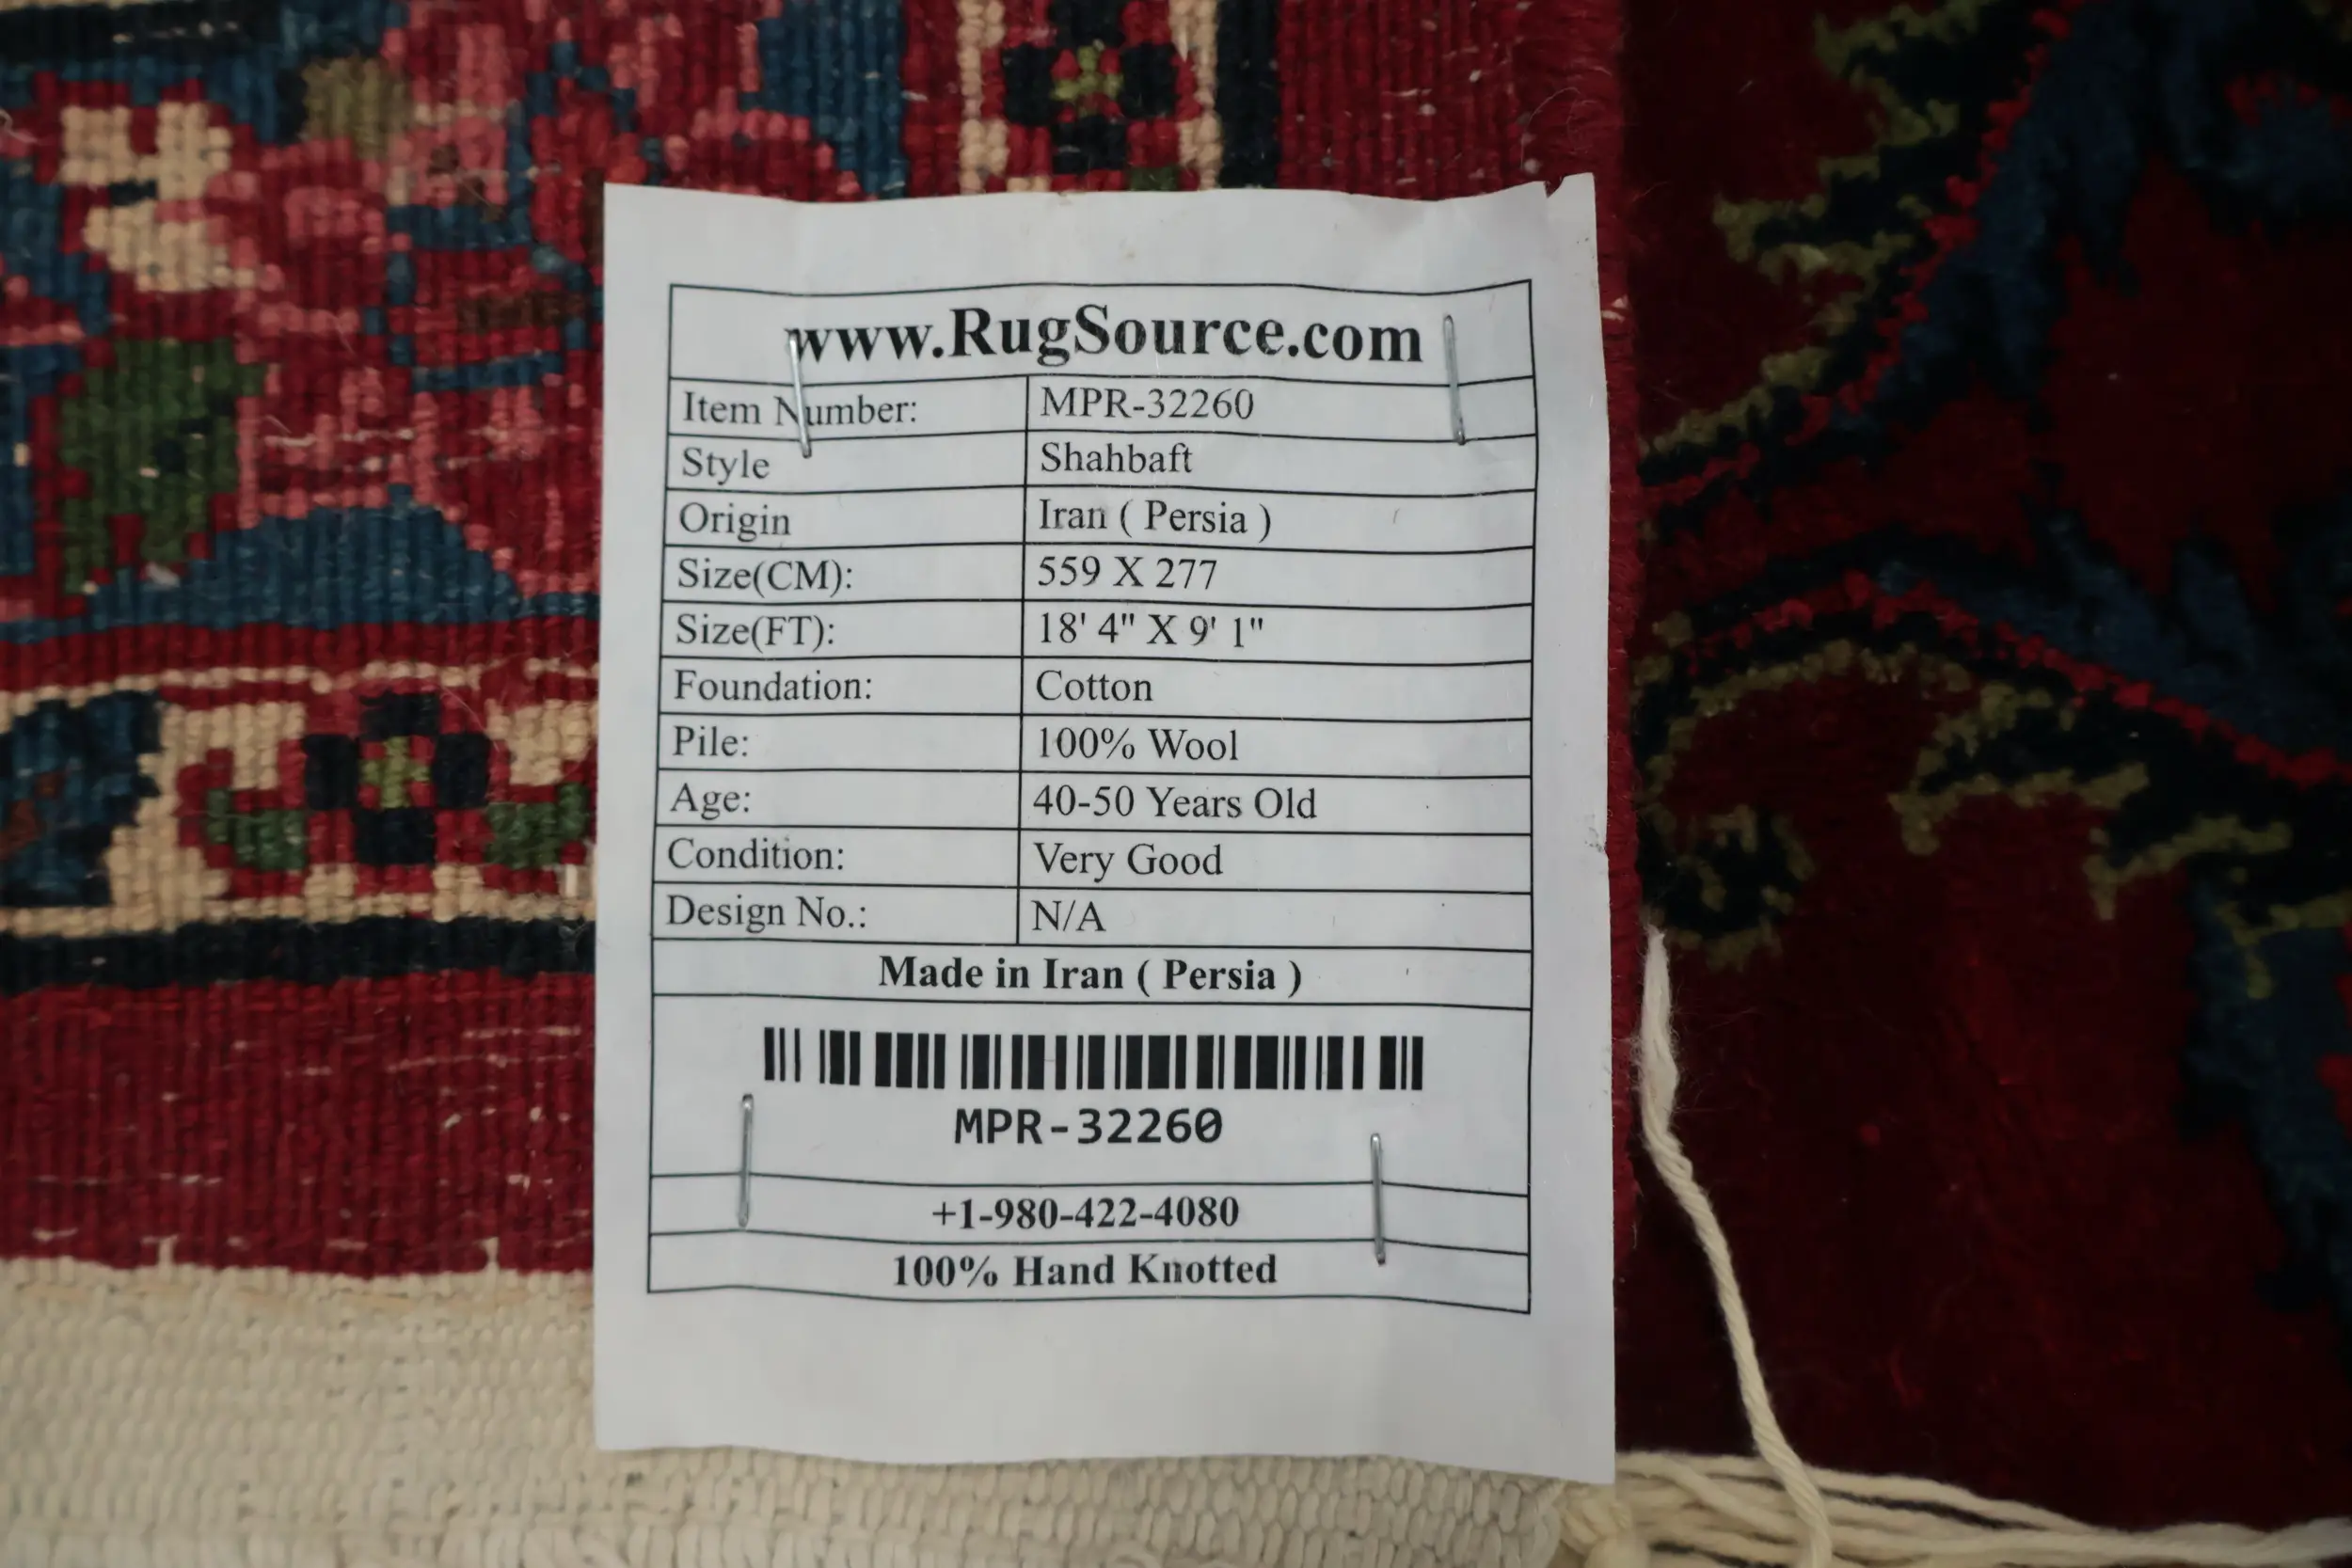 www.RugSource.com
Item Number: MPR-32260
Style Shahbaft
Origin Iran ( Persia )
Size(CM): 559 X 277
Size(FT): 18' 4" X 9' 1"
Foundation: Cotton
Pile: 100% Wool
Age: 40-50 Years Old
Condition: Very Good
Design No.: N/A
Made in Iran ( Persia )
MPR-32260
+1-980-422-4080
100% Hand Knotted